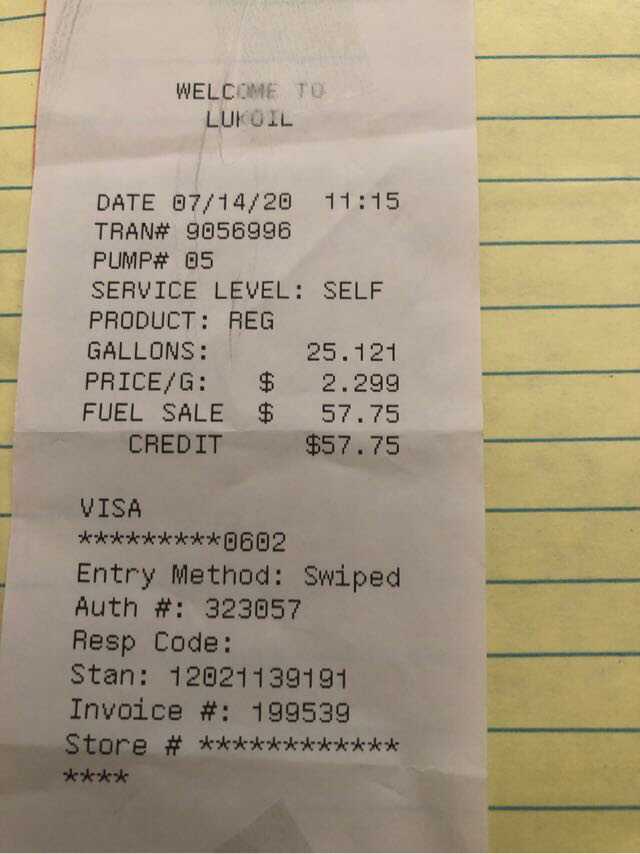 WELCOME TO
LUKOIL
DATE 07/14/20 11:15
TRAN# 9056996
PUMP# 05
SERVICE LEVEL: SELF
PRODUCT: REG
GALLONS: 25.121
PRICE/G: $ 2.299
FUEL SALE $ 57.75
CREDIT $57.75
VISA
*********0602
Entry Method: Swiped
Auth #: 323057
Resp Code:
Stan: 12021139191
Invoice #: 199539
Store # ************
****